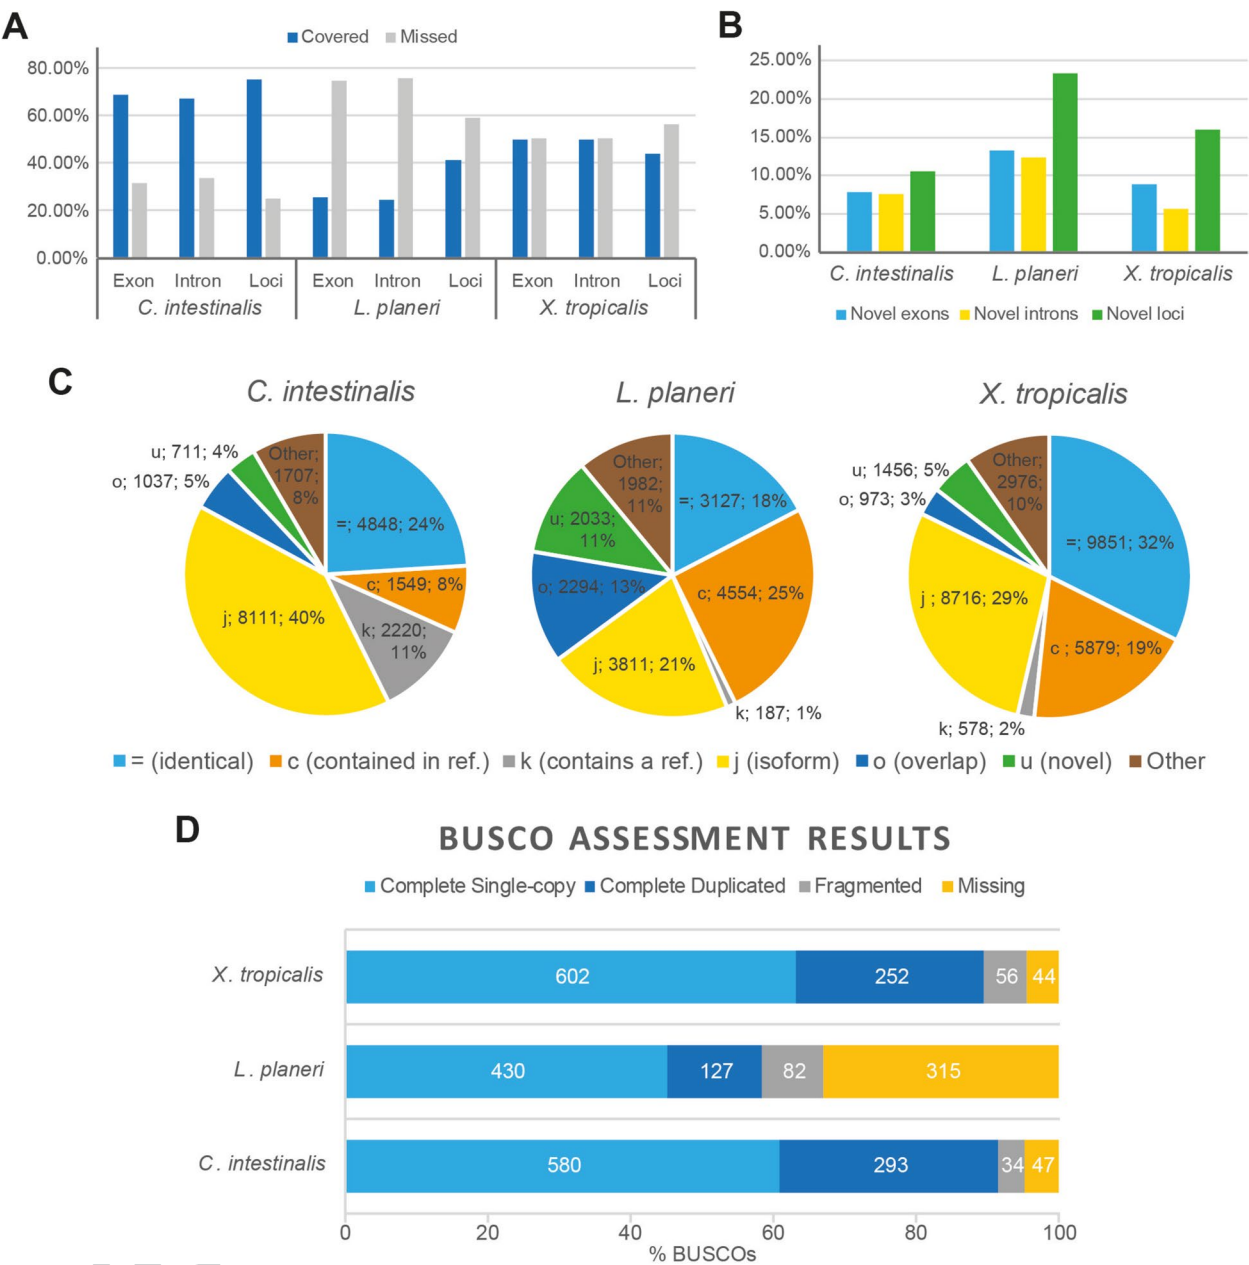 A
Covered Missed
80.00%
60.00%
40.00%
20.00%
0.00%
Exon Intron Loci Exon Intron Loci Exon Intron Loci
C. intestinalis L. planeri X. tropicalis
B
25.00%
20.00%
15.00%
10.00%
5.00%
0.00%
C. intestinalis L. planeri X. tropicalis
Novel exons Novel introns Novel loci
C
C. intestinalis
=; 4848; 24%
c; 1549; 8%
k; 2220;
11%
j; 8111; 40%
o; 1037; 5%
u; 711; 4%
Other;
1707;
8%
L. planeri
=; 3127; 18%
c; 4554; 25%
k; 187; 1%
j; 3811; 21%
o; 2294; 13%
u; 2033;
11%
Other;
1982;
11%
X. tropicalis
=; 9851; 32%
c ; 5879; 19%
k; 578; 2%
j ; 8716; 29%
o; 973; 3%
u; 1456; 5%
Other;
2976;
10%
= (identical) c (contained in ref.) k (contains a ref.) j (isoform) o (overlap) u (novel) Other
D
BUSCO ASSESSMENT RESULTS
Complete Single-copy Complete Duplicated Fragmented Missing
X. tropicalis 602 252 56 44
L. planeri 430 127 82 315
C. intestinalis 580 293 34 47
0 20 40 60 80 100
% BUSCOs